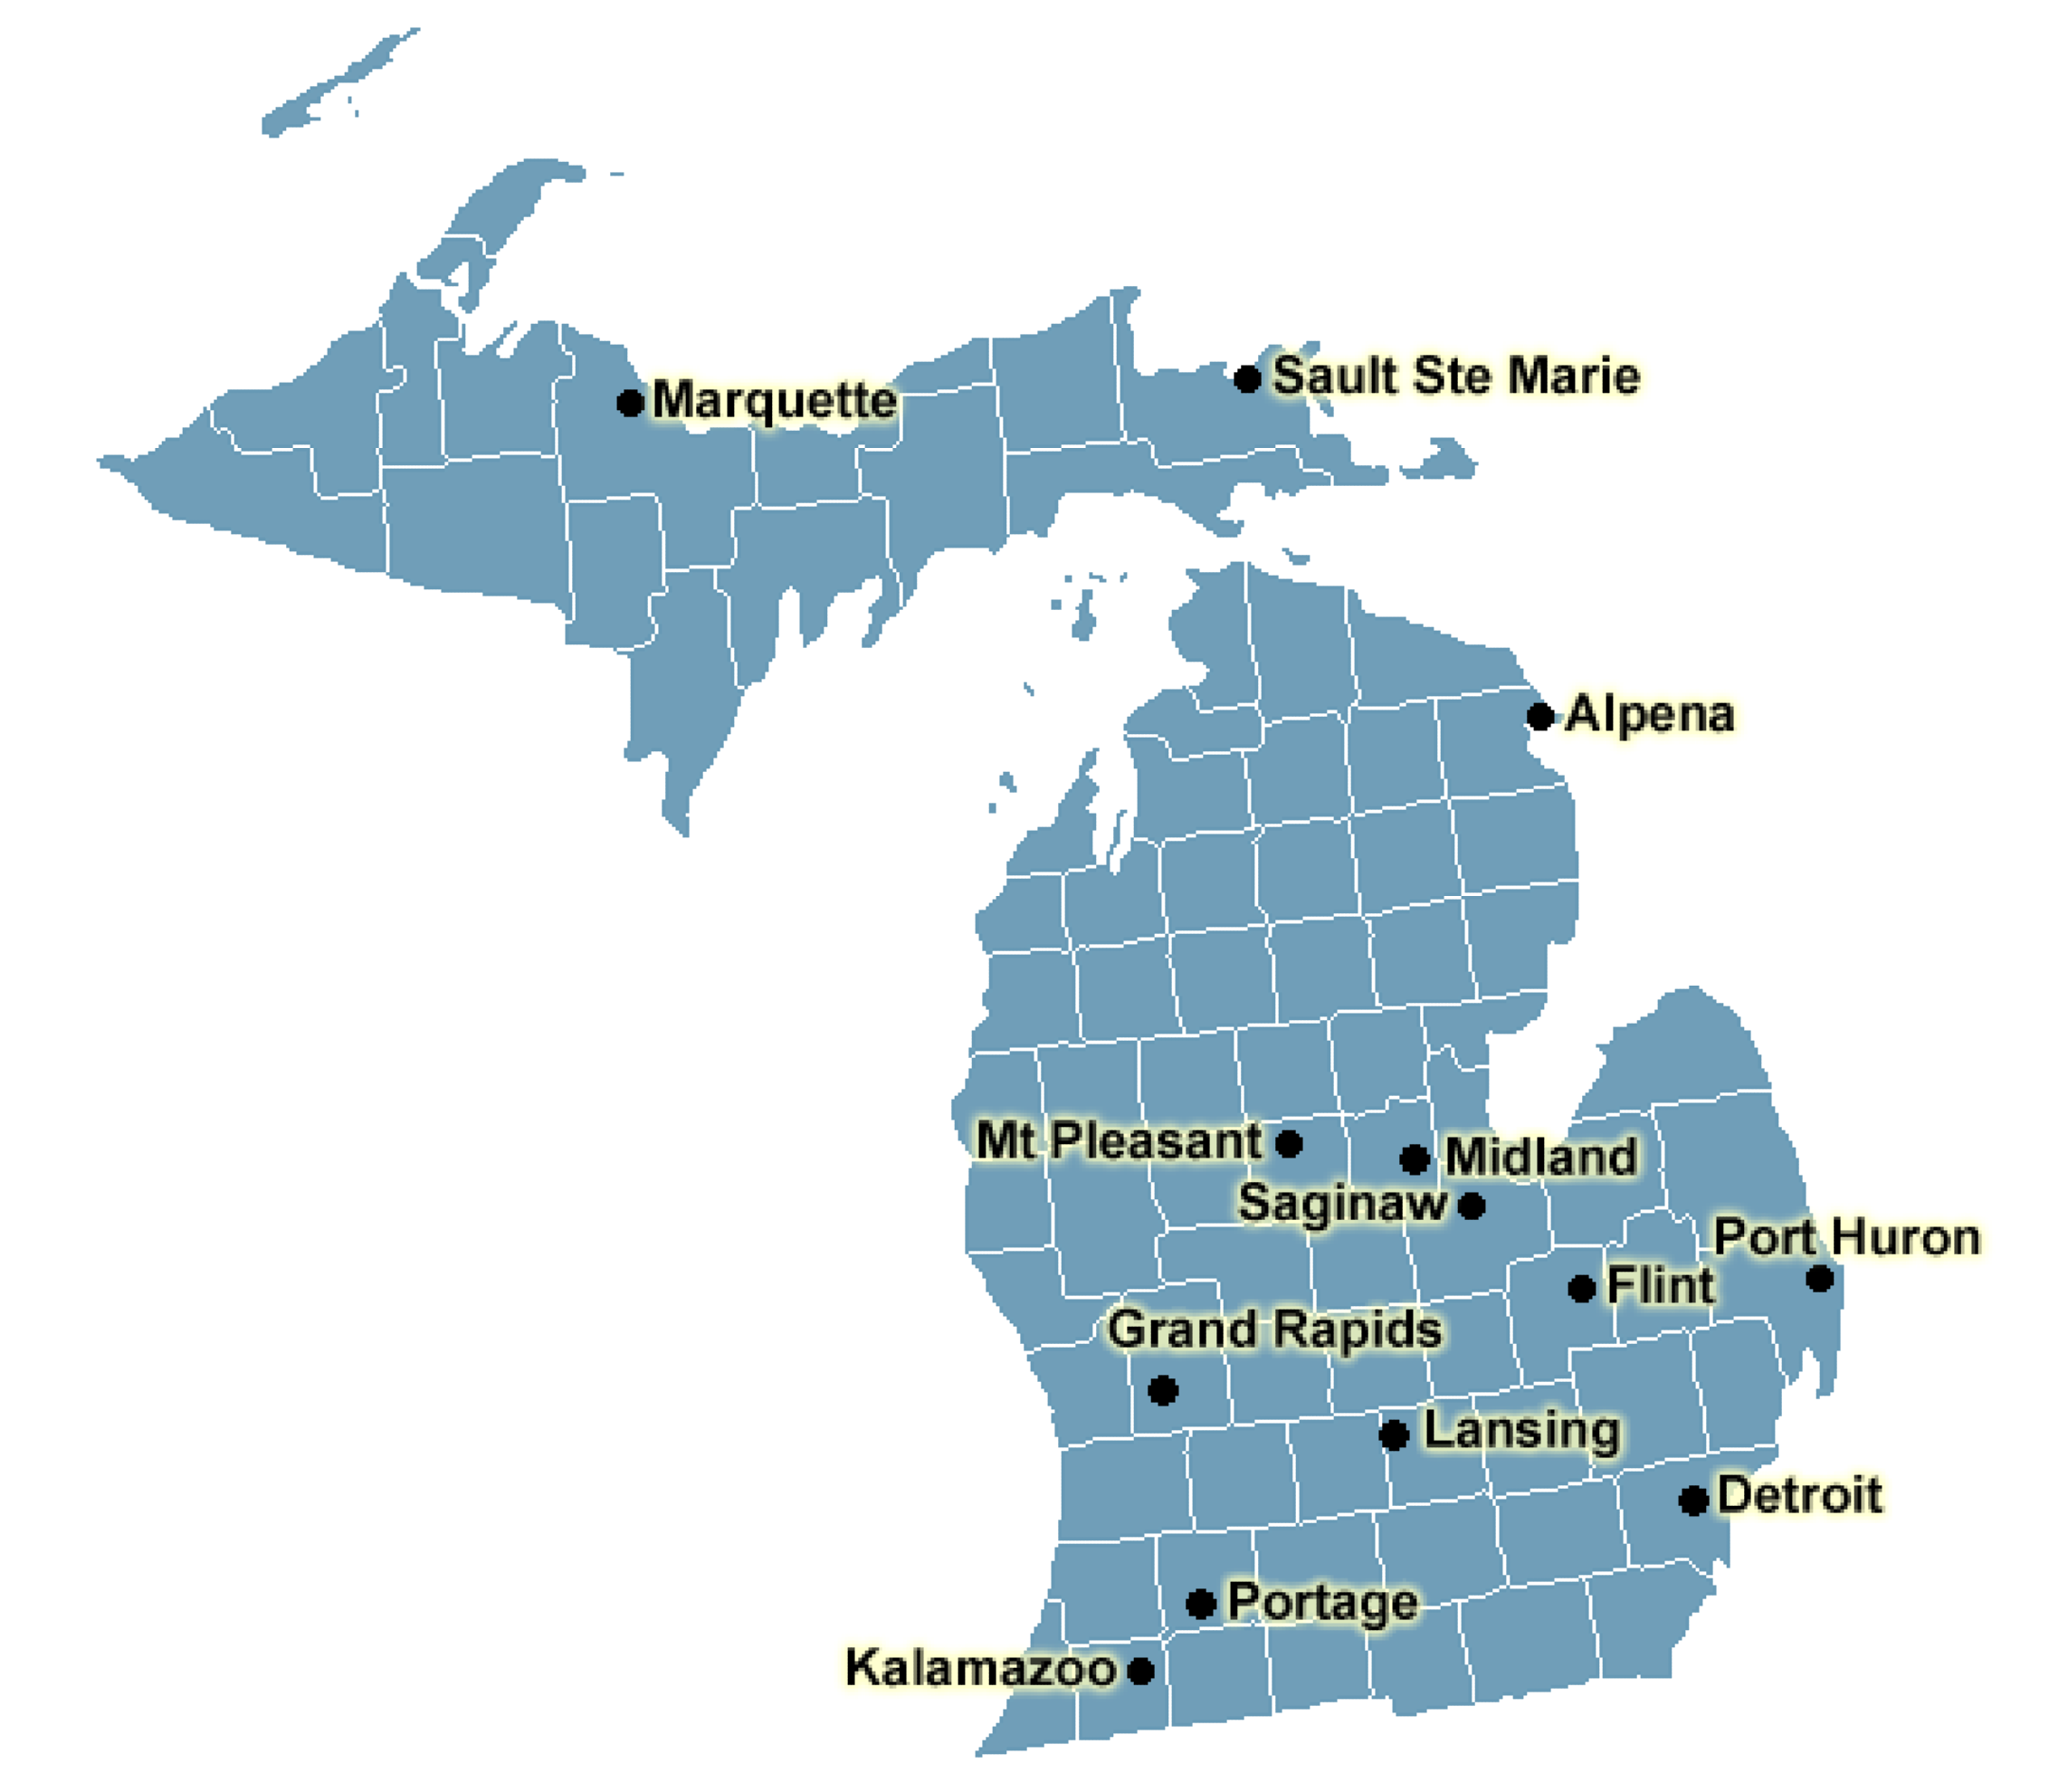 Sault Ste Marie
Marquette
Alpena
Mt Pleasant
Midland
Saginaw
Port Huron
Flint
Grand Rapids
Lansing
Detroit
Portage
Kalamazoo